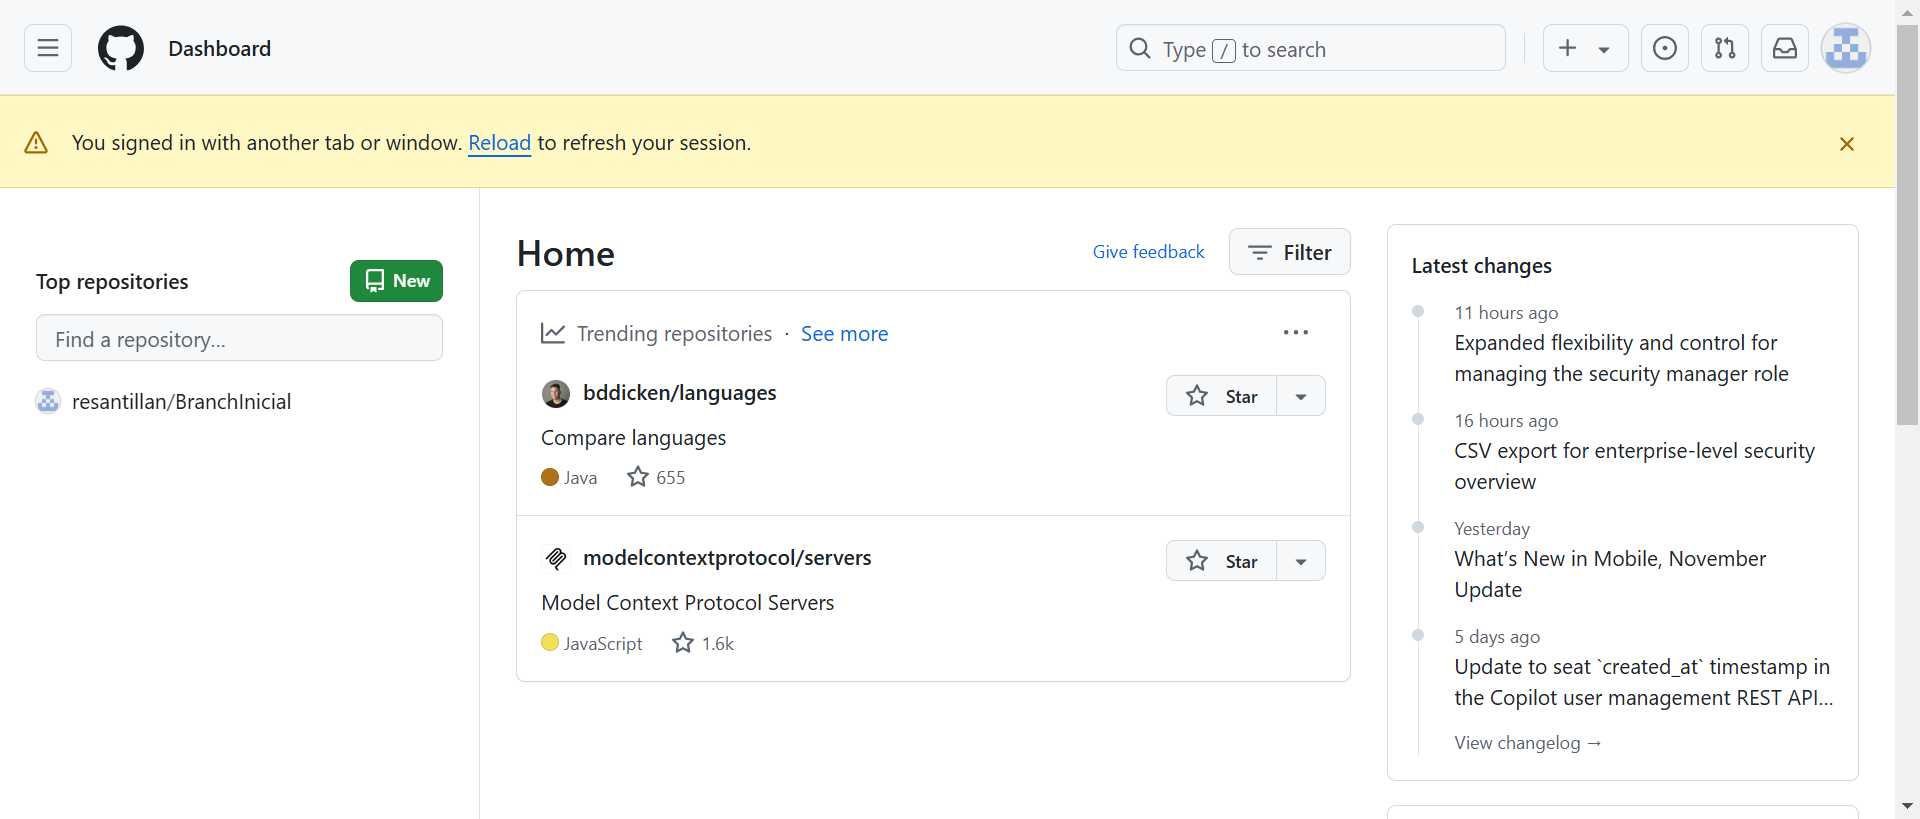 Dashboard
Type / to search
You signed in with another tab or window. Reload to refresh your session.
Top repositories
New
Find a repository...
resantillan/BranchInicial
Home
Give feedback
Filter
Trending repositories · See more
bddicken/languages
Star
Compare languages
Java
655
modelcontextprotocol/servers
Star
Model Context Protocol Servers
JavaScript
1.6k
Latest changes
11 hours ago
Expanded flexibility and control for
managing the security manager role
16 hours ago
CSV export for enterprise-level security
overview
Yesterday
What’s New in Mobile, November
Update
5 days ago
Update to seat `created_at` timestamp in
the Copilot user management REST API...
View changelog →